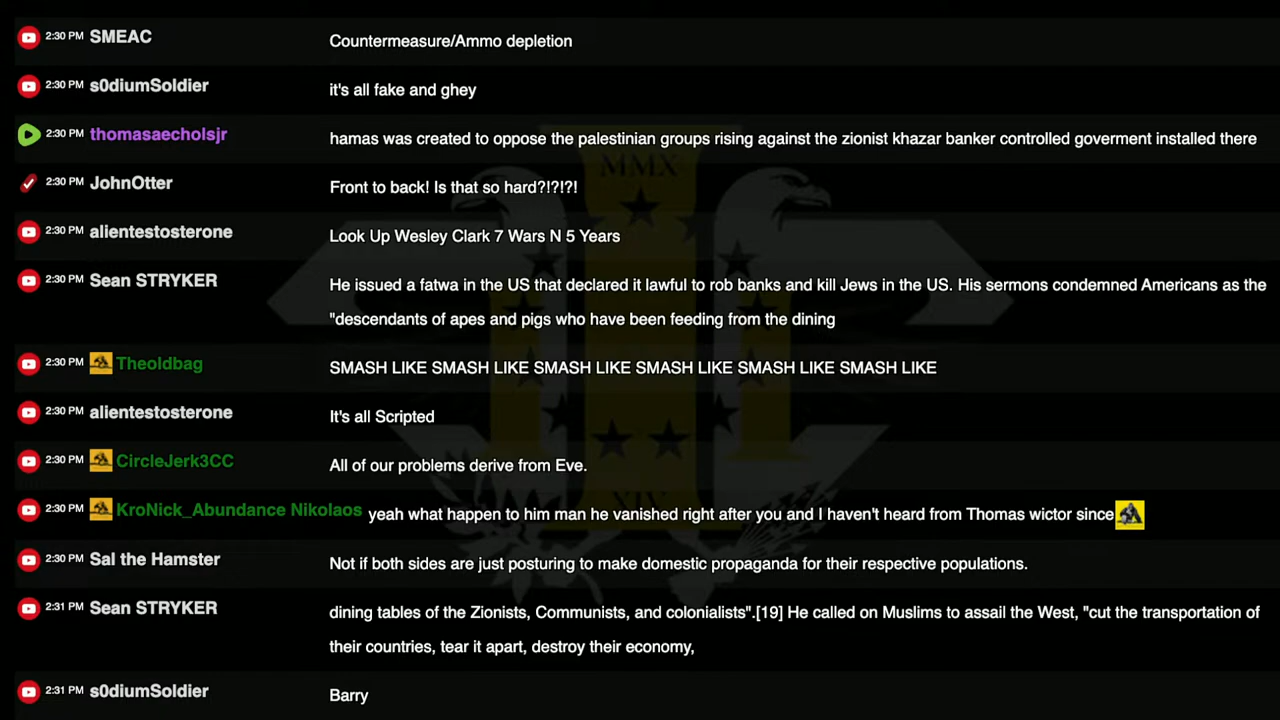 2:30 PM SMEAC Countermeasure/Ammo depletion
2:30 PM s0diumSoldier it's all fake and ghey
2:30 PM thomasaecholsjr hamas was created to oppose the palestinian groups rising against the zionist khazar banker controlled goverment installed there
2:30 PM JohnOtter Front to back! Is that so hard?!?!?!
2:30 PM alientestosterone Look Up Wesley Clark 7 Wars N 5 Years
2:30 PM Sean STRYKER He issued a fatwa in the US that declared it lawful to rob banks and kill Jews in the US. His sermons condemned Americans as the
"descendants of apes and pigs who have been feeding from the dining
2:30 PM Theoldbag SMASH LIKE SMASH LIKE SMASH LIKE SMASH LIKE SMASH LIKE SMASH LIKE
2:30 PM alientestosterone It's all Scripted
2:30 PM CircleJerk3CC All of our problems derive from Eve.
2:30 PM KroNick_Abundance Nikolaos yeah what happen to him man he vanished right after you and I haven't heard from Thomas wictor since
2:30 PM Sal the Hamster Not if both sides are just posturing to make domestic propaganda for their respective populations.
2:31 PM Sean STRYKER dining tables of the Zionists, Communists, and colonialists".[19] He called on Muslims to assail the West, "cut the transportation of
their countries, tear it apart, destroy their economy,
2:31 PM s0diumSoldier Barry
MMX
XIV